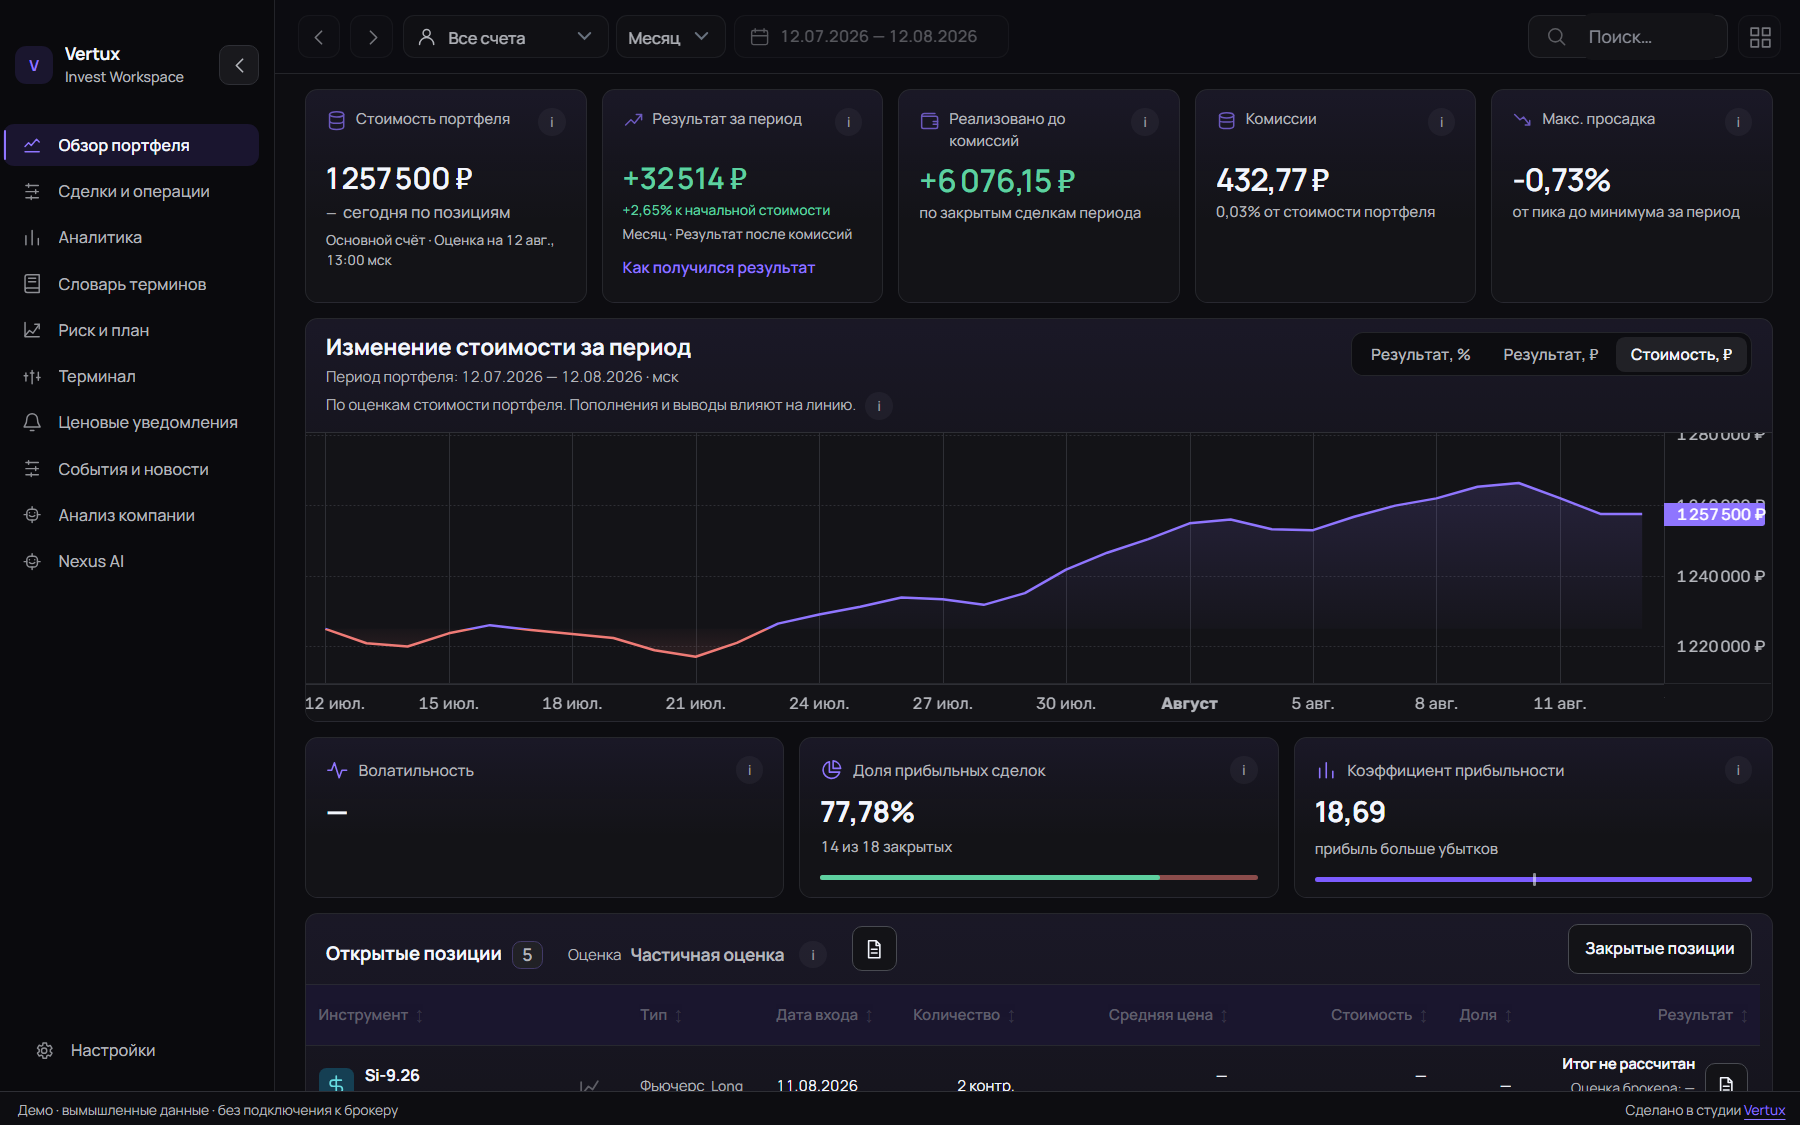 Vertux
Invest Workspace
Обзор портфеля
Сделки и операции
Аналитика
Словарь терминов
Риск и план
Терминал
Ценовые уведомления
События и новости
Анализ компании
Nexus AI
Настройки
Все счета
Месяц
12.07.2026 — 12.08.2026
Поиск...
Стоимость портфеля
1 257 500 ₽
— сегодня по позициям
Основной счёт · Оценка на 12 авг.,
13:00 мск
Результат за период
+32 514 ₽
+2,65% к начальной стоимости
Месяц · Результат после комиссий
Как получился результат
Реализовано до
комиссий
+6 076,15 ₽
по закрытым сделкам периода
Комиссии
432,77 ₽
0,03% от стоимости портфеля
Макс. просадка
-0,73%
от пика до минимума за период
Изменение стоимости за период
Период портфеля: 12.07.2026 — 12.08.2026 · мск
По оценкам стоимости портфеля. Пополнения и выводы влияют на линию.
Результат, %
Результат, ₽
Стоимость, ₽
1 280 000 ₽
1 257 500 ₽
1 240 000 ₽
1 220 000 ₽
12 июл.
15 июл.
18 июл.
21 июл.
24 июл.
27 июл.
30 июл.
Август
5 авг.
8 авг.
11 авг.
Волатильность
—
Доля прибыльных сделок
77,78%
14 из 18 закрытых
Коэффициент прибыльности
18,69
прибыль больше убытков
Открытые позиции 5
Оценка Частичная оценка
Закрытые позиции
Инструмент
Тип
Дата входа
Количество
Средняя цена
Стоимость
Доля
Результат
Si-9.26
Фьючерс Long
11.08.2026
2 контр.
—
—
—
Итог не рассчитан
Оценка брокера: —
Демо · вымышленные данные · без подключения к брокеру
Сделано в студии Vertux